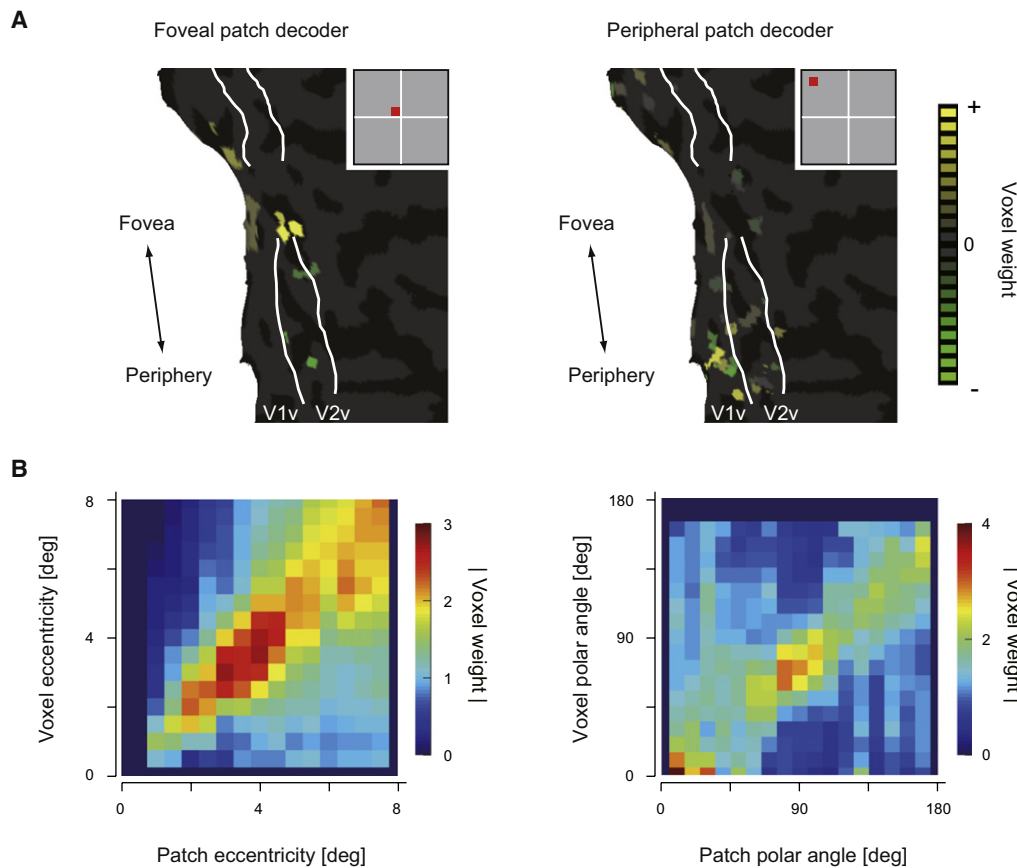 A
Foveal patch decoder
Peripheral patch decoder
Fovea
Periphery
V1v V2v
Fovea
Periphery
V1v V2v
+
0
-
Voxel weight
B
8
4
0
Voxel eccentricity [deg]
0 4 8
Patch eccentricity [deg]
3
2
1
0
| Voxel weight |
180
90
0
Voxel polar angle [deg]
0 90 180
Patch polar angle [deg]
4
2
0
| Voxel weight |